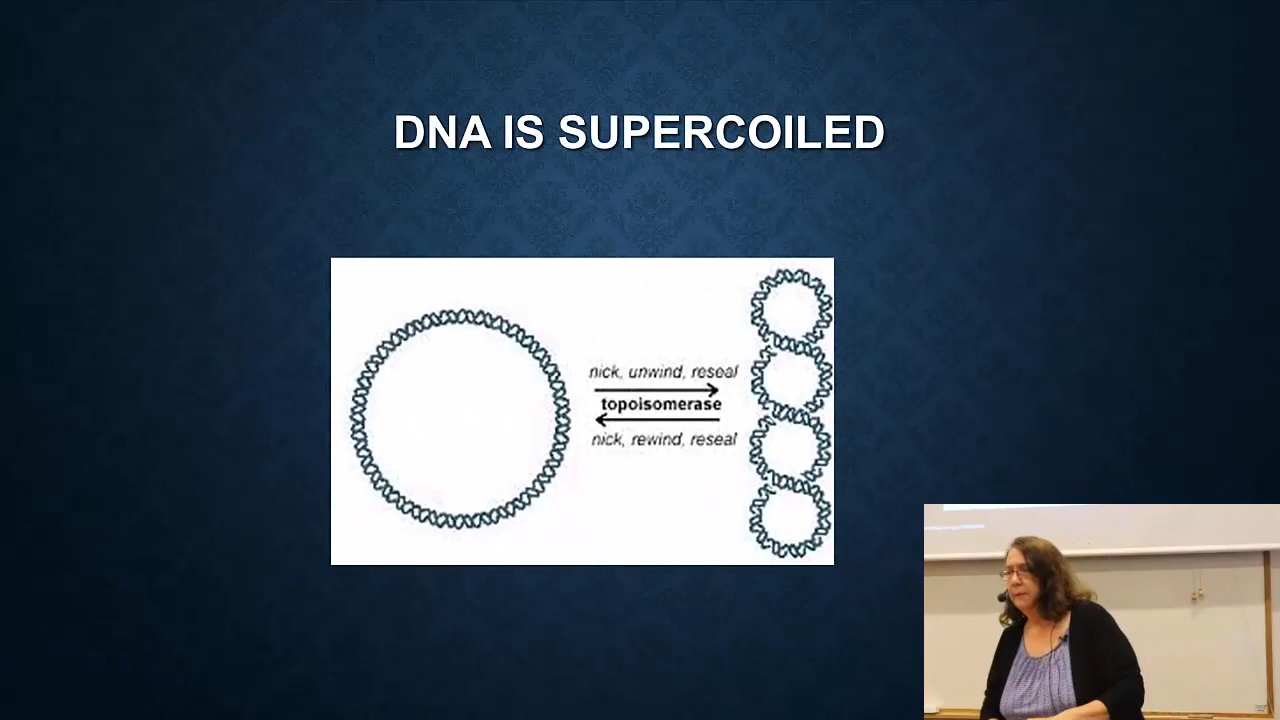 DNA IS SUPERCOILED
nick, unwind, reseal
topoisomerase
nick, rewind, reseal